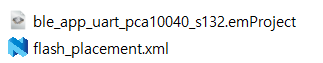 ble_app_uart_pca10040_s132.emProject
flash_placement.xml